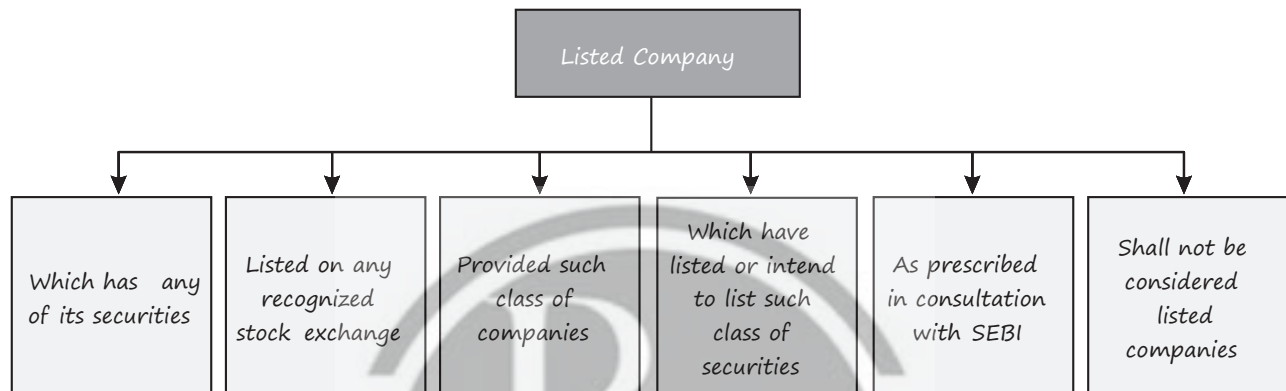 Listed Company
Which has any
of its securities
Listed on any
recognized
stock exchange
Provided such
class of
companies
Which have
listed or intend
to list such
class of
securities
As prescribed
in consultation
with SEBI
Shall not be
considered
listed
companies